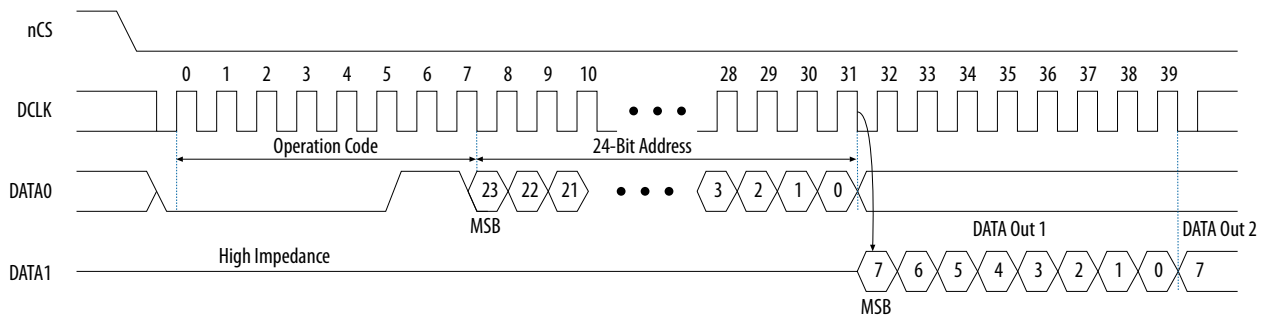 nCS
0 1 2 3 4 5 6 7 8 9 10 28 29 30 31 32 33 34 35 36 37 38 39
DCLK
Operation Code 24-Bit Address
DATA0 23 22 21 3 2 1 0
MSB DATA Out 1 DATA Out 2
High Impedance
DATA1 7 6 5 4 3 2 1 0 7
MSB